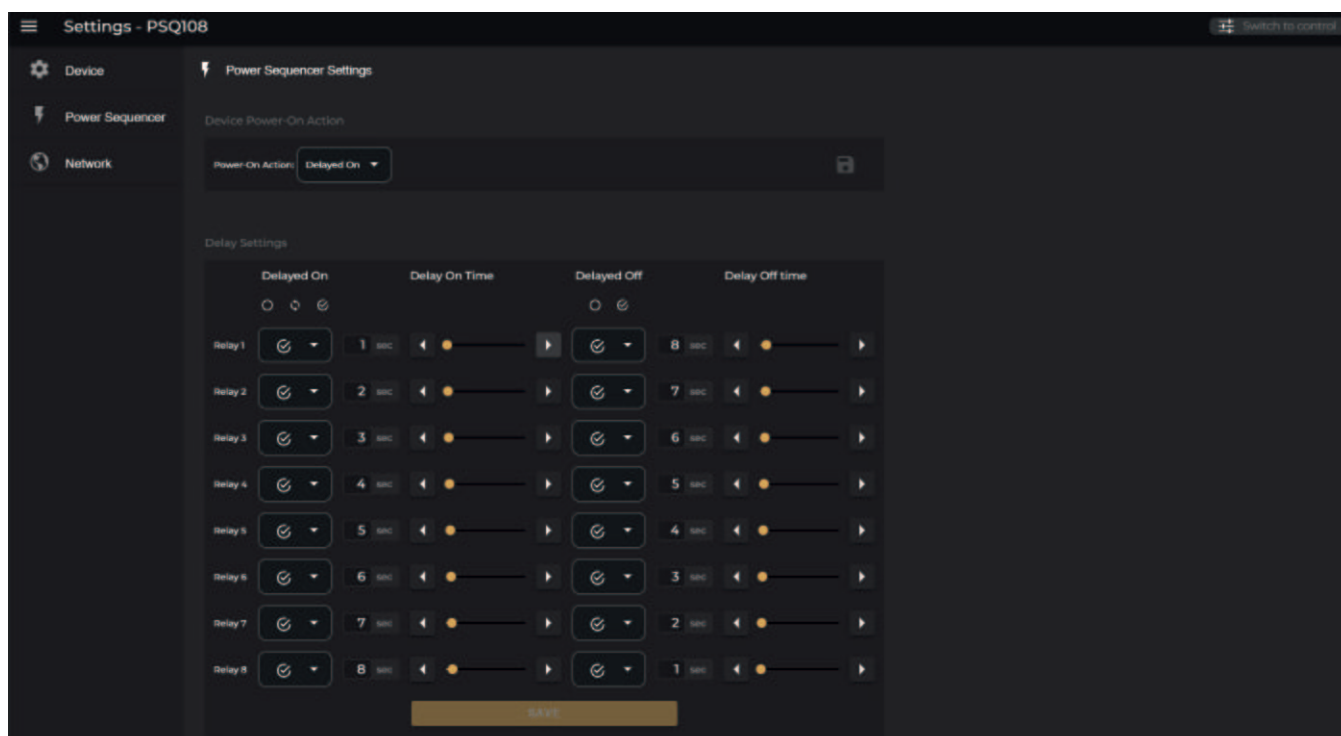 Settings - PSQ108
Switch to control
Device
Power Sequencer Settings
Power Sequencer
Device Power-On Action
Network
Power-On Action: Delayed On
Delay Settings
Delayed On Delay On Time Delayed Off Delay Off time
Relay 1 1 sec 8 sec
Relay 2 2 sec 7 sec
Relay 3 3 sec 6 sec
Relay 4 4 sec 5 sec
Relay 5 5 sec 4 sec
Relay 6 6 sec 3 sec
Relay 7 7 sec 2 sec
Relay 8 8 sec 1 sec
SAVE